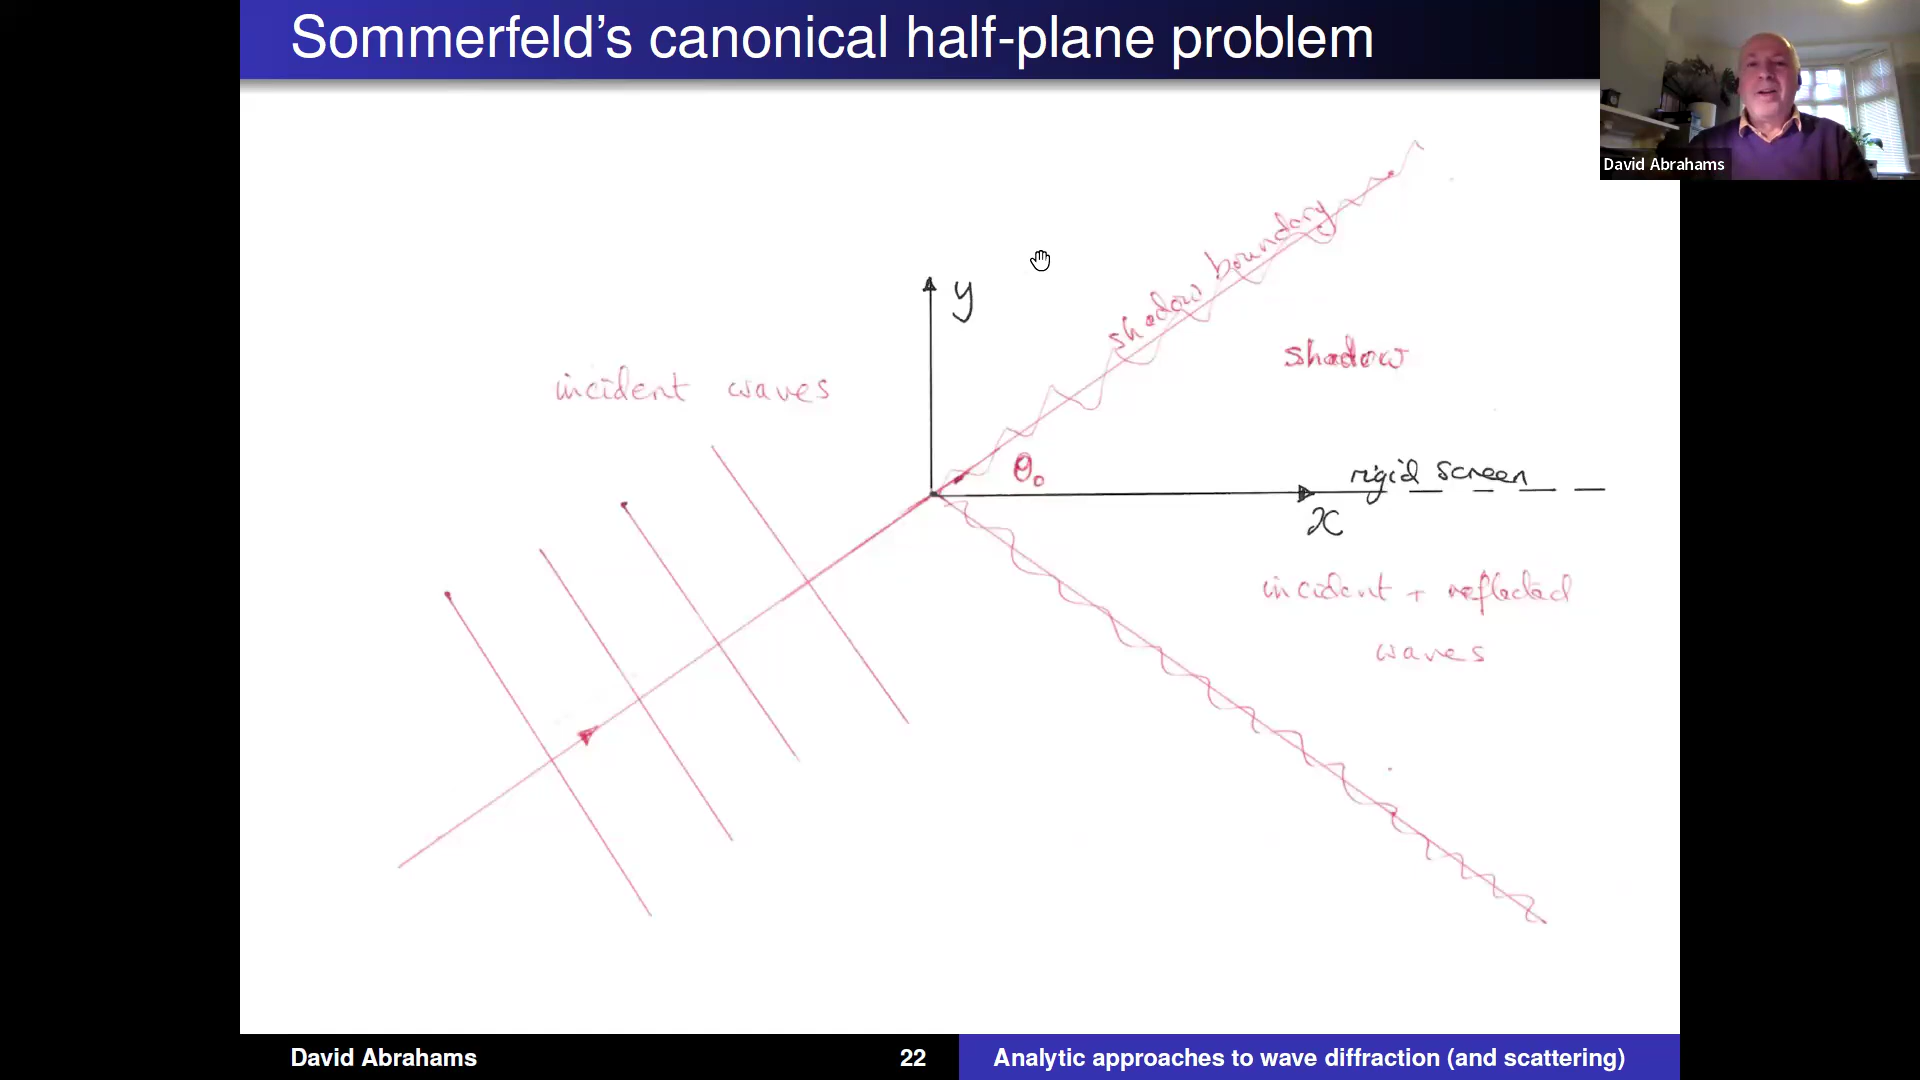 Sommerfeld's canonical half-plane problem
David Abrahams
y
shadow boundary
shadow
incident waves
θ₀
rigid screen
x
incident + reflected
waves
David Abrahams
22
Analytic approaches to wave diffraction (and scattering)